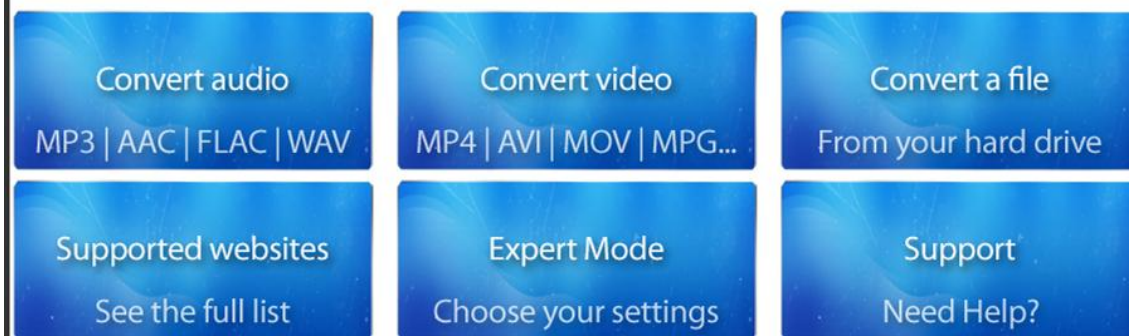 Convert audio
MP3 | AAC | FLAC | WAV
Convert video
MP4 | AVI | MOV | MPG...
Convert a file
From your hard drive
Supported websites
See the full list
Expert Mode
Choose your settings
Support
Need Help?